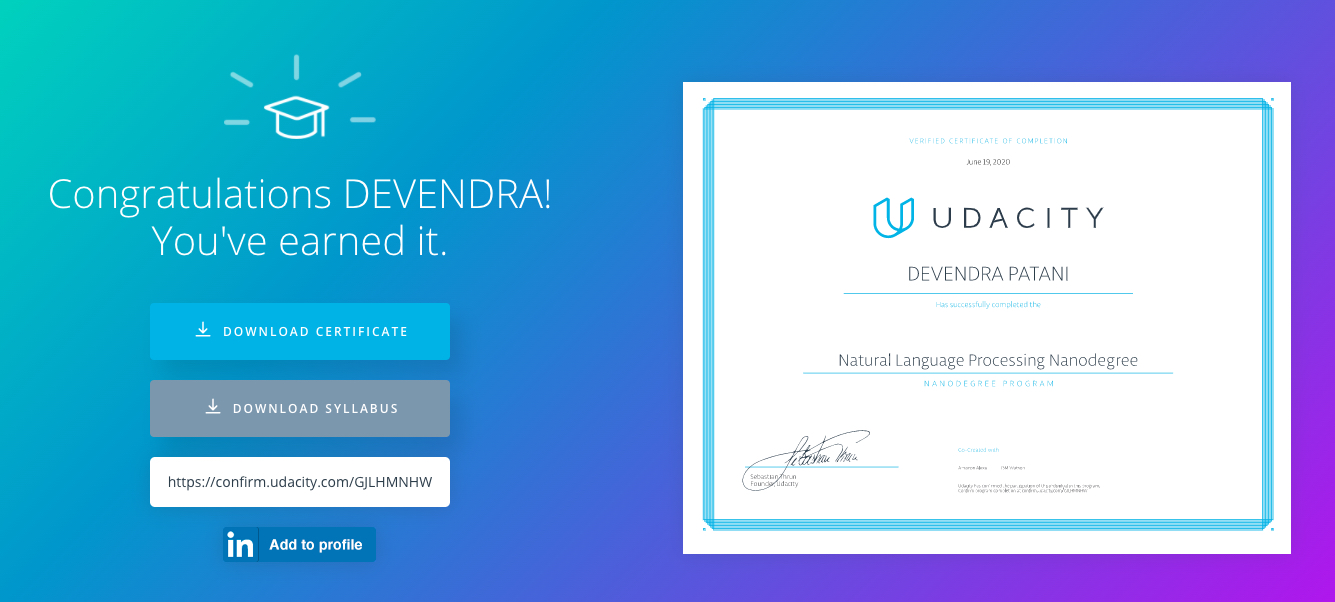 Congratulations DEVENDRA!
You've earned it.
DOWNLOAD CERTIFICATE
DOWNLOAD SYLLABUS
https://confirm.udacity.com/GJLHMNHW
in Add to profile
VERIFIED CERTIFICATE OF COMPLETION
June 19, 2020
UDACITY
DEVENDRA PATANI
Has successfully completed the
Natural Language Processing Nanodegree
NANODEGREE PROGRAM
Sebastian Thrun
Founder, Udacity
Co-Created with
Amazon Alexa IBM Watson